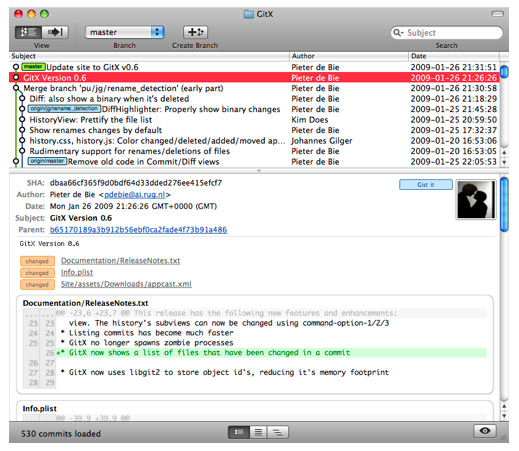 GitX
master
View
Branch
Create Branch
Subject
Search
Subject Author Date
master Update site to GitX v0.6 Pieter de Bie 2009-01-26 21:31:51
GitX Version 0.6 Pieter de Bie 2009-01-26 21:26:26
Merge branch 'pu/jg/rename_detection' (early part) Pieter de Bie 2009-01-26 21:30:58
Diff: also show a binary when it's deleted Pieter de Bie 2009-01-26 21:18:29
origin/jg/rename_detection DiffHighlighter: Properly show binary changes Pieter de Bie 2009-01-25 21:45:28
HistoryView: Prettify the file list Kim Does 2009-01-25 20:59:50
Show renames changes by default Pieter de Bie 2009-01-25 17:32:37
history.css, history.js: Color changed/deleted/added/moved ap... Johannes Gilger 2009-01-20 16:53:06
Rudimentary support for renames/deletions of files Pieter de Bie 2009-01-20 16:53:05
origin/master Remove old code in Commit/Diff views Pieter de Bie 2009-01-25 22:05:53
SHA: dbaa66cf365f9d0bdf64d33dded276ee415efcf7
Gist it
Author: Pieter de Bie <pdebie@ai.rug.nl>
Date: Mon Jan 26 2009 21:26:26 GMT+0000 (GMT)
Subject: GitX Version 0.6
Parent: b65170189a3b912b56ebf0ca2fade4f73b91a486
GitX Version 0.6
changed Documentation/ReleaseNotes.txt
changed Info.plist
changed Site/assets/Downloads/appcast.xml
Documentation/ReleaseNotes.txt
... ... @@ -23,6 +23,7 @@ This release has the following new features and enhancements:
23 23 view. The history's subviews can now be changed using command-option-1/2/3
24 24 * Listing commits has become much faster
25 25 * GitX no longer spawns zombie processes
26 +* GitX now shows a list of files that have been changed in a commit
26 27
27 28 * GitX now uses libgit2 to store object id's, reducing it's memory footprint
28 29
Info.plist
... ... @@ -39,9 +39,9 @@
530 commits loaded